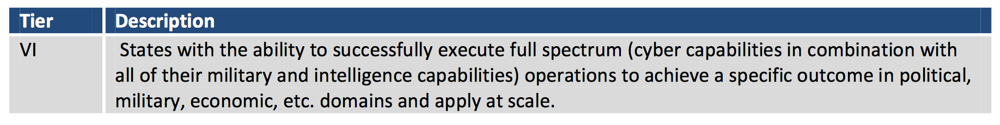 Tier Description
VI States with the ability to successfully execute full spectrum (cyber capabilities in combination with
all of their military and intelligence capabilities) operations to achieve a specific outcome in political,
military, economic, etc. domains and apply at scale.